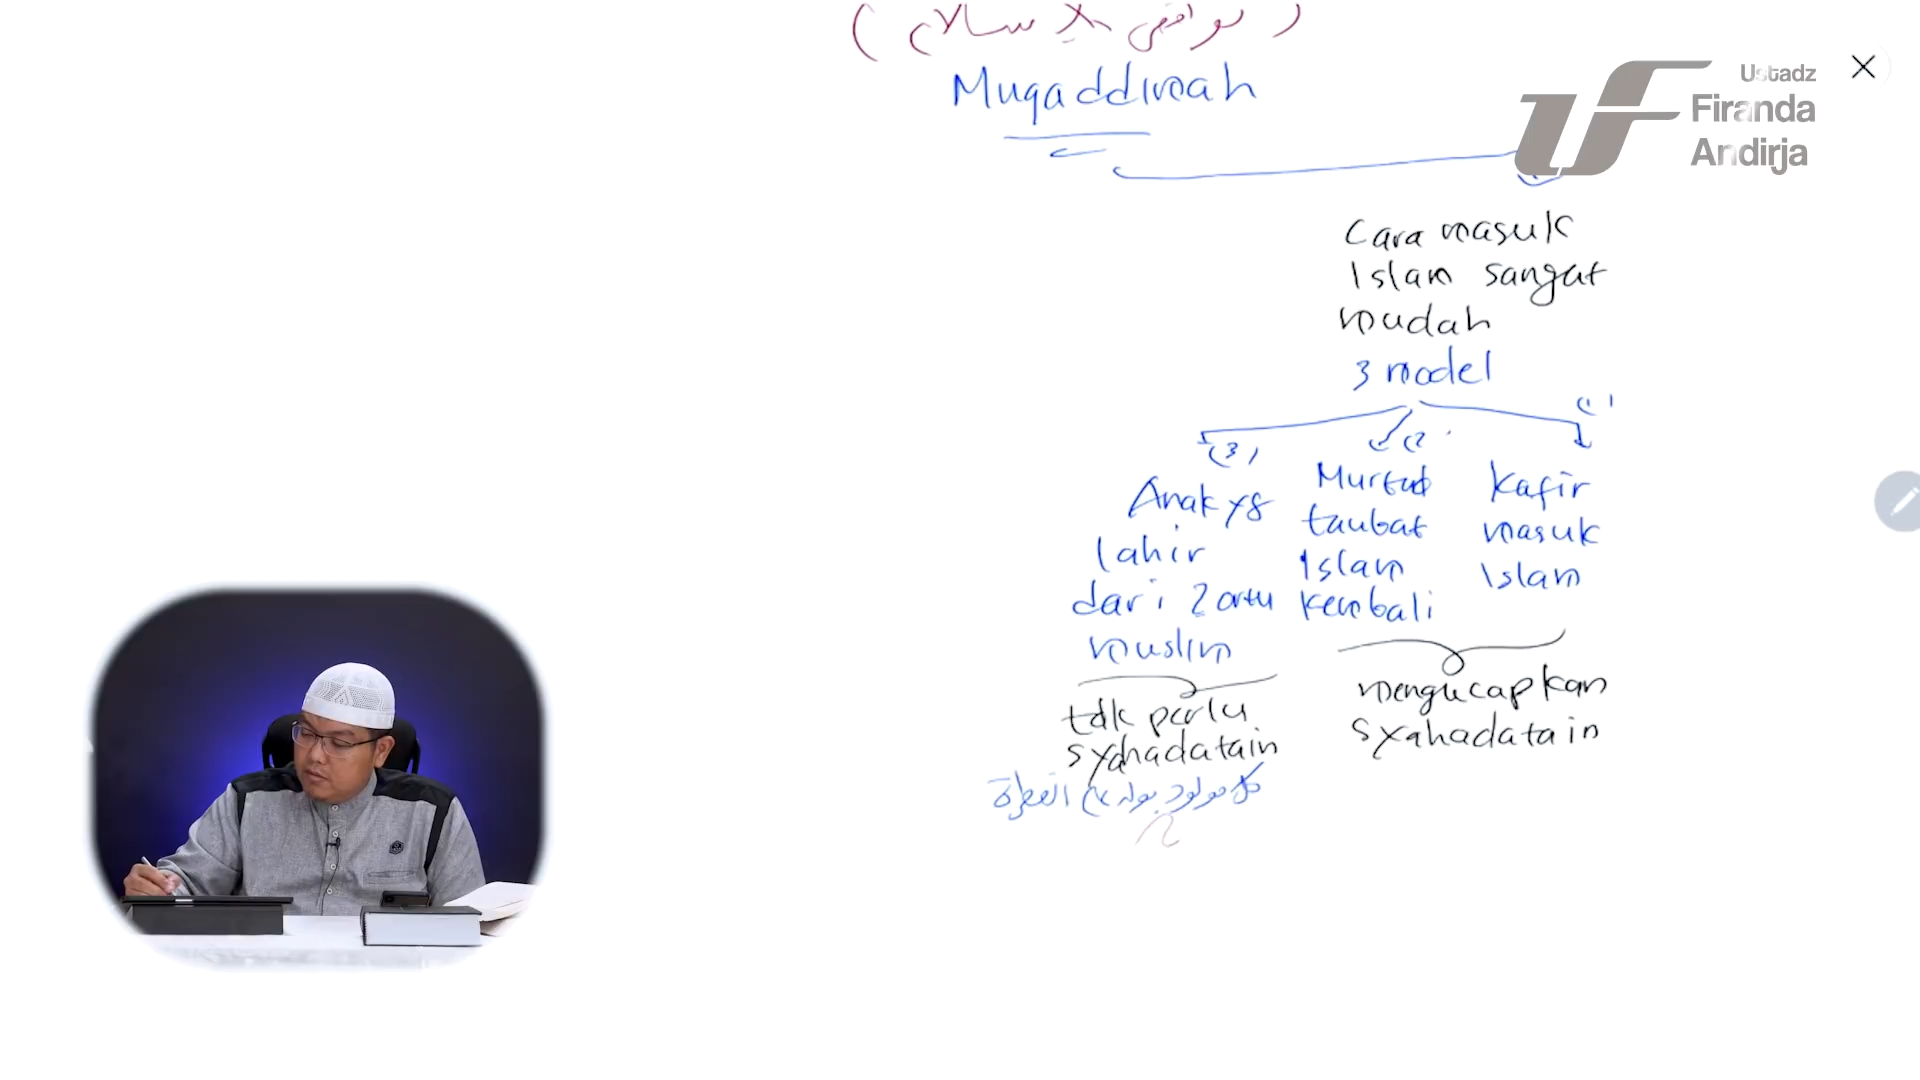 ( نواقض الإسلام )
Muqaddimah
Ustadz
Firanda
Andirja
Cara masuk
Islam sangat
mudah
3 model
(1)
Kafir
masuk
Islam
(2
Murtad
taubat
Islam
kembali
mengucapkan
syahadatain
(3)
Anak yg
lahir
dari 2 ortu
muslim
tdk perlu
syahadatain
كل مولود يولد على الفطرة